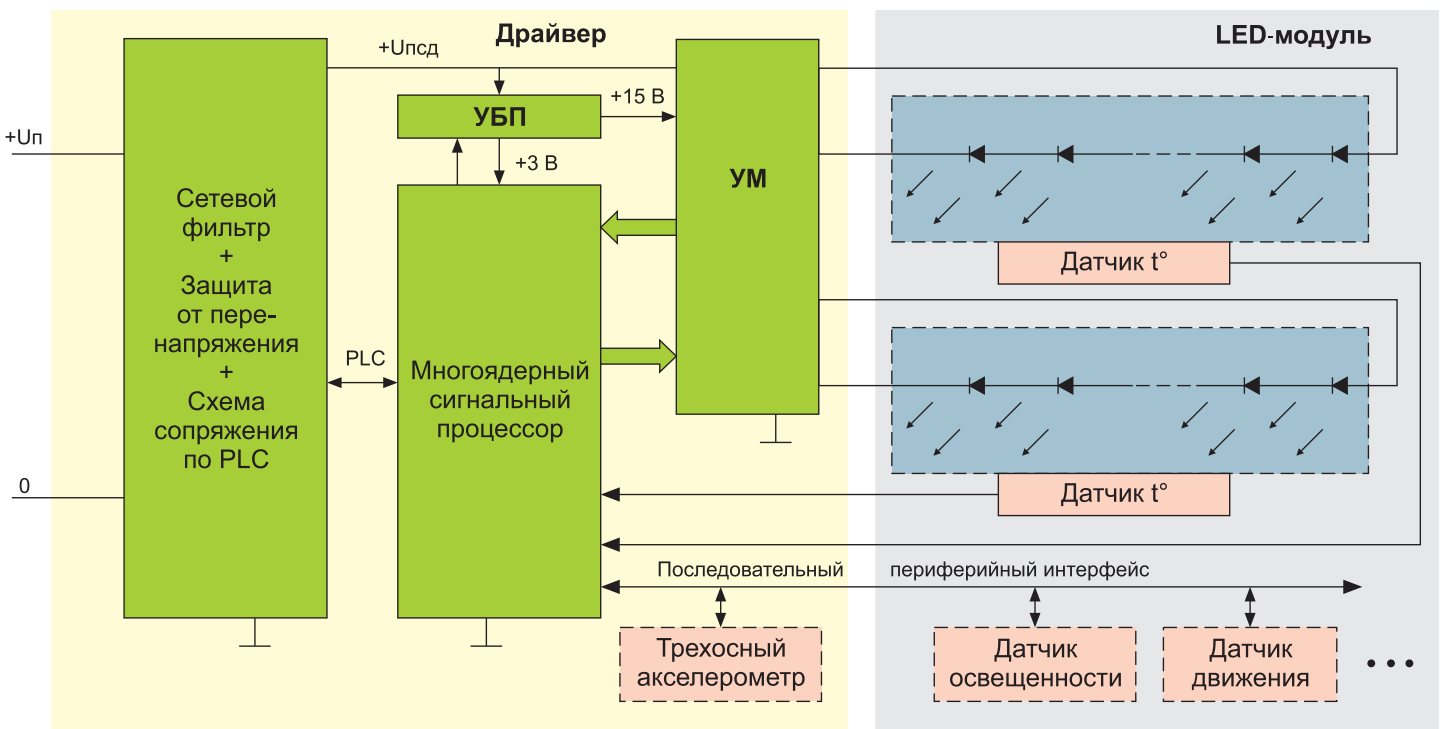 Драйвер
LED-модуль
+Uпсд
+15 В
УБП
+Uп
+3 В
УМ
Сетевой
фильтр
+
Защита
от пере-
напряжения
+
Схема
сопряжения
по PLC
Датчик t°
PLC
Многоядерный
сигнальный
процессор
0
Датчик t°
Последовательный периферийный интерфейс
Трехосный
акселерометр
Датчик
освещенности
Датчик
движения
•••